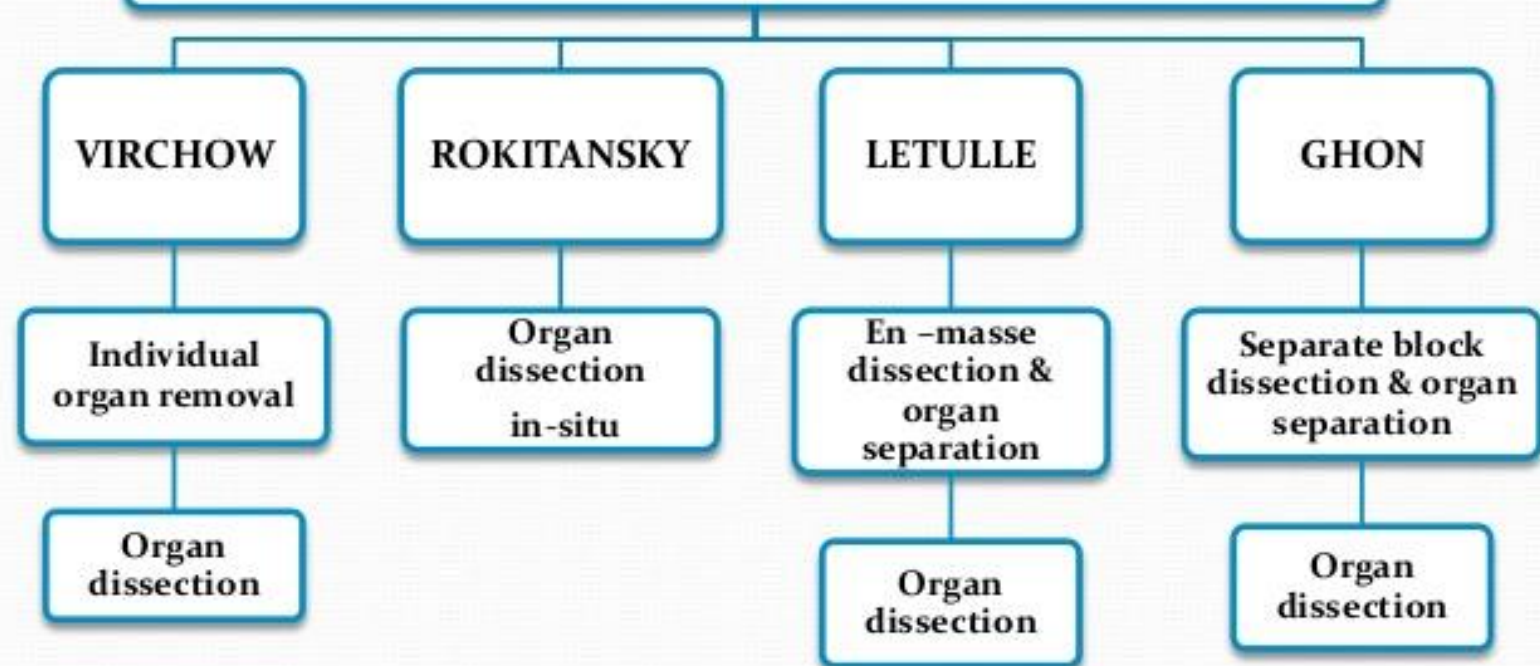 VIRCHOW
ROKITANSKY
LETULLE
GHON
Individual
organ removal
Organ
dissection
in-situ
En –masse
dissection &
organ
separation
Separate block
dissection & organ
separation
Organ
dissection
Organ
dissection
Organ
dissection